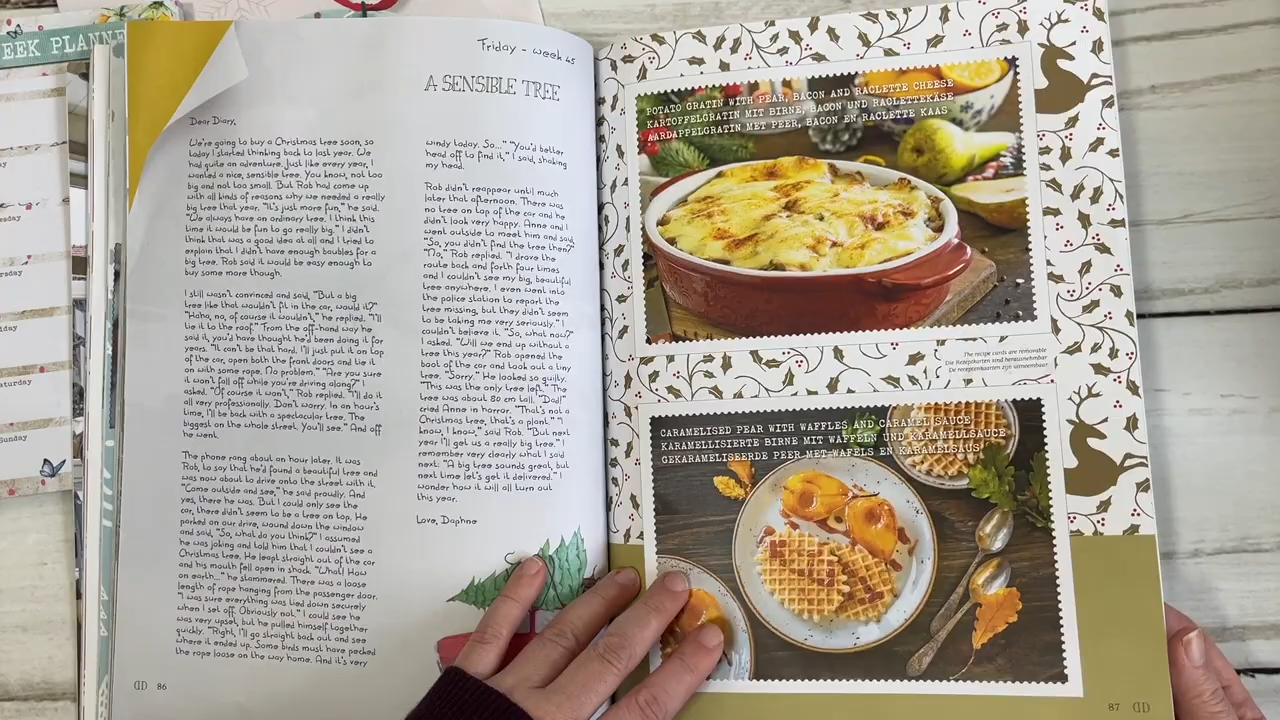 EEK PLANNE
esday
rsday
iday
aturday
Sunday
Friday - week 45
A SENSIBLE TREE
Dear Diary,
We're going to buy a Christmas tree soon, so
today I started thinking back to last year. We
had quite an adventure. Just like every year, I
wanted a nice, sensible tree. You know, not too
big and not too small. But Rob had come up
with all kinds of reasons why we needed a really
big tree that year. "It's just more fun," he said.
"We always have an ordinary tree. I think this
time it would be fun to go really big." I didn't
think that was a good idea at all and I tried to
explain that I didn't have enough baubles for a
big tree. Rob said it would be easy enough to
buy some more though.
I still wasn't convinced and said, "But a big
tree like that wouldn't fit in the car, would it?"
"Haha, no, of course it wouldn't," he replied. "I'll
tie it to the roof." From the off-hand way he
said it, you'd have thought he'd been doing it for
years. "It can't be that hard. I'll just put it on top
of the car, open both the front doors and tie it
on with some rope. No problem." "Are you sure
it won't fall off while you're driving along?" I
asked. "Of course it won't," Rob replied. "I'll do it
all very professionally. Don't worry. In an hour's
time, I'll be back with a spectacular tree. The
biggest on the whole street. You'll see." And off
he went.
The phone rang about an hour later. It was
Rob, to say that he'd found a beautiful tree and
was now about to drive onto the street with it.
"Come outside and see," he said proudly. And
yes, there he was. But I could only see the
car, there didn't seem to be a tree on top. He
parked on our drive, wound down the window
and said, "So, what do you think?" I assumed
he was joking and told him that I couldn't see a
Christmas tree. He leapt straight out of the car
and his mouth fell open in shock. "What! How
on earth..." he stammered. There was a loose
length of rope hanging from the passenger door.
"I was sure everything was tied down securely
when I set off. Obviously not." I could see he
was very upset, but he pulled himself together
quickly. "Right, I'll go straight back out and see
where it ended up. Some birds must have pecked
the rope loose on the way home. And it's very
windy today. So..." "You'd better
head off to find it," I said, shaking
my head.
Rob didn't reappear until much
later that afternoon. There was
no tree on top of the car and he
didn't look very happy. Anne and I
went outside to meet him and said,
"So, you didn't find the tree then?"
"No," Rob replied. "I drove the
route back and forth four times
and I couldn't see my big, beautiful
tree anywhere. I even went into
the police station to report the
tree missing, but they didn't seem
to be taking me very seriously." I
couldn't believe it. "So, what now?"
I asked. "Will we end up without a
tree this year?" Rob opened the
boot of the car and took out a tiny
tree. "Sorry." He looked so guilty.
"This was the only tree left." The
tree was about 80 cm tall. "Dad!"
cried Anne in horror. "That's not a
Christmas tree, that's a plant." "I
know, I know," said Rob. "But next
year I'll get us a really big tree." I
remember very clearly what I said
next: "A big tree sounds great, but
next time let's get it delivered." I
wonder how it will all turn out
this year.
Love, Daphne
DD 86
POTATO GRATIN WITH PEAR, BACON AND RACLETTE CHEESE
KARTOFFELGRATIN MIT BIRNE, BACON UND RACLETTEKÄSE
AARDAPPELGRATIN MET PEER, BACON EN RACLETTE KAAS
The recipe cards are removable
Die Rezeptkarten sind herausnehmbar
De receptenkaarten zijn uitneembaar
CARAMELISED PEAR WITH WAFFLES AND CARAMEL SAUCE
KARAMELLISIERTE BIRNE MIT WAFFELN UND KARAMELLSAUCE
GEKARAMELISEERDE PEER MET WAFELS EN KARAMELSAUS
87 DD